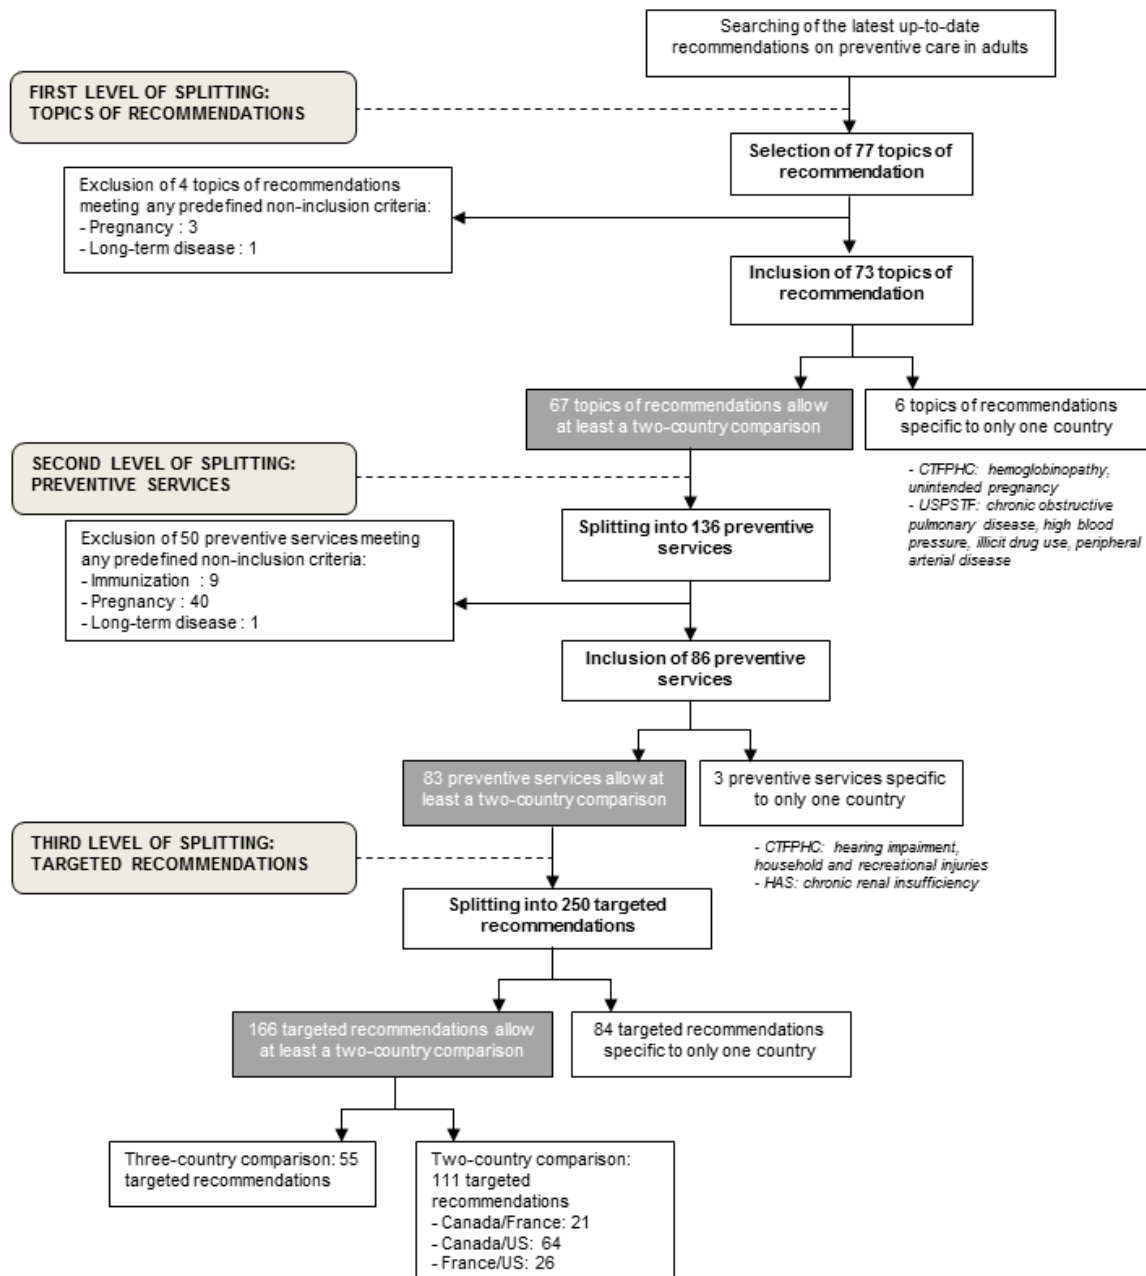 Searching of the latest up-to-date
recommendations on preventive care in adults
FIRST LEVEL OF SPLITTING:
TOPICS OF RECOMMENDATIONS
Selection of 77 topics of
recommendation
Exclusion of 4 topics of recommendations
meeting any predefined non-inclusion criteria:
- Pregnancy : 3
- Long-term disease : 1
Inclusion of 73 topics of
recommendation
67 topics of recommendations allow
at least a two-country comparison
6 topics of recommendations
specific to only one country
- CTFPHC: hemoglobinopathy,
unintended pregnancy
- USPSTF: chronic obstructive
pulmonary disease, high blood
pressure, illicit drug use, peripheral
arterial disease
SECOND LEVEL OF SPLITTING:
PREVENTIVE SERVICES
Splitting into 136 preventive
services
Exclusion of 50 preventive services meeting
any predefined non-inclusion criteria:
- Immunization : 9
- Pregnancy : 40
- Long-term disease : 1
Inclusion of 86 preventive
services
83 preventive services allow at
least a two-country comparison
3 preventive services specific
to only one country
- CTFPHC: hearing impairment,
household and recreational injuries
- HAS: chronic renal insufficiency
THIRD LEVEL OF SPLITTING:
TARGETED RECOMMENDATIONS
Splitting into 250 targeted
recommendations
166 targeted recommendations allow
at least a two-country comparison
84 targeted recommendations
specific to only one country
Three-country comparison: 55
targeted recommendations
Two-country comparison:
111 targeted
recommendations
- Canada/France: 21
- Canada/US: 64
- France/US: 26